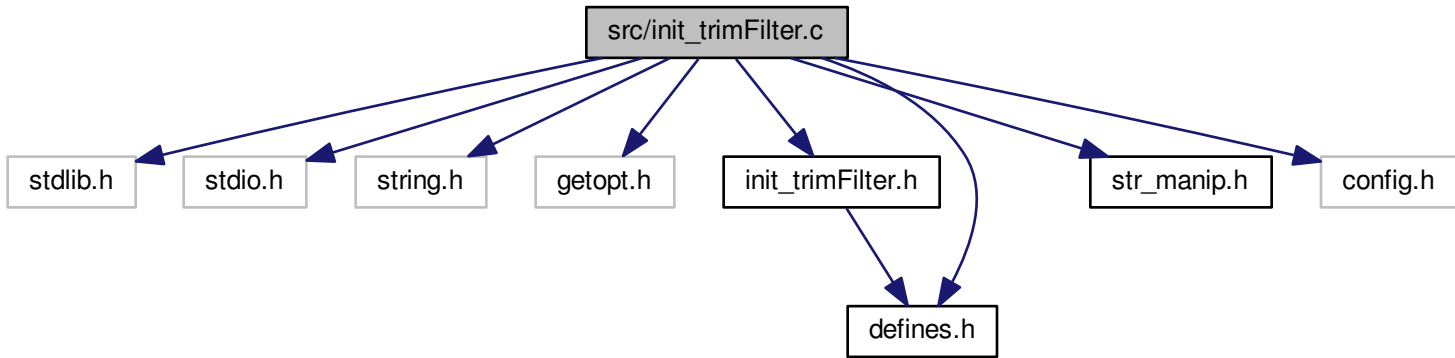 src/init_trimFilter.c
stdlib.h
stdio.h
string.h
getopt.h
init_trimFilter.h
str_manip.h
config.h
defines.h